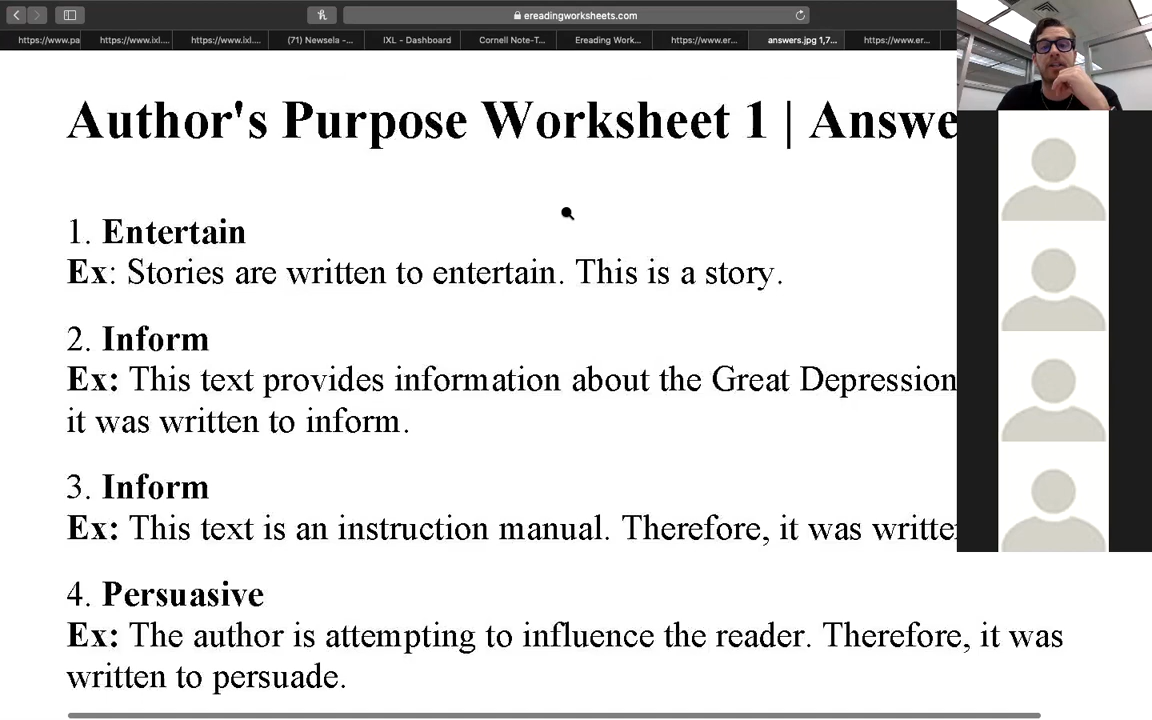 ereadingworksheets.com
https://www.pa
https://www.ixl....
https://www.ixl....
(71) Newsela -...
IXL - Dashboard
Cornell Note-T...
Ereading Work...
https://www.er...
answers.jpg 1,7...
https://www.er...
Author's Purpose Worksheet 1 | Answe
1. Entertain
Ex: Stories are written to entertain. This is a story.
2. Inform
Ex: This text provides information about the Great Depression
it was written to inform.
3. Inform
Ex: This text is an instruction manual. Therefore, it was writte
4. Persuasive
Ex: The author is attempting to influence the reader. Therefore, it was
written to persuade.